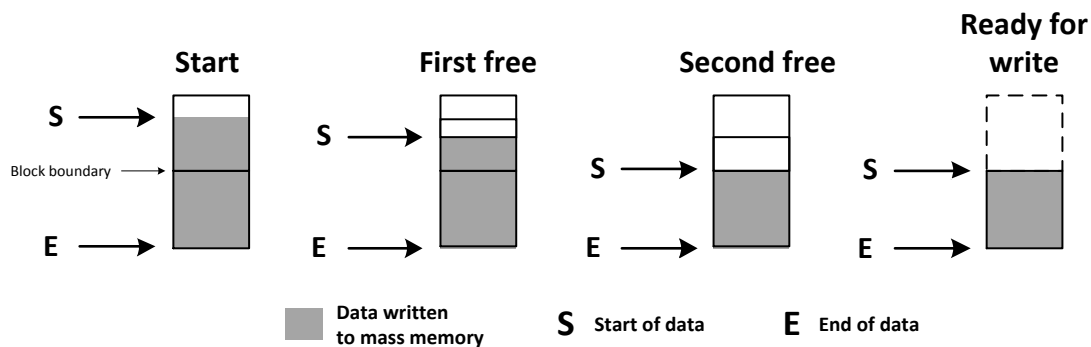 Start
First free
Second free
Ready for
write
S
S
S
S
Block boundary
E
E
E
E
Data written
to mass memory
S Start of data
E End of data